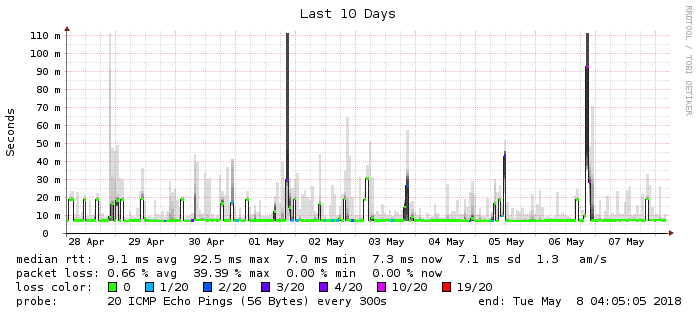 Last 10 Days
RRDTOOL / TOBI OETIKER
Seconds
110 m
100 m
90 m
80 m
70 m
60 m
50 m
40 m
30 m
20 m
10 m
0
28 Apr 29 Apr 30 Apr 01 May 02 May 03 May 04 May 05 May 06 May 07 May
median rtt: 9.1 ms avg 92.5 ms max 7.0 ms min 7.3 ms now 7.1 ms sd 1.3 am/s
packet loss: 0.66 % avg 39.39 % max 0.00 % min 0.00 % now
loss color: 0 1/20 2/20 3/20 4/20 10/20 19/20
probe: 20 ICMP Echo Pings (56 Bytes) every 300s end: Tue May 8 04:05:05 2018